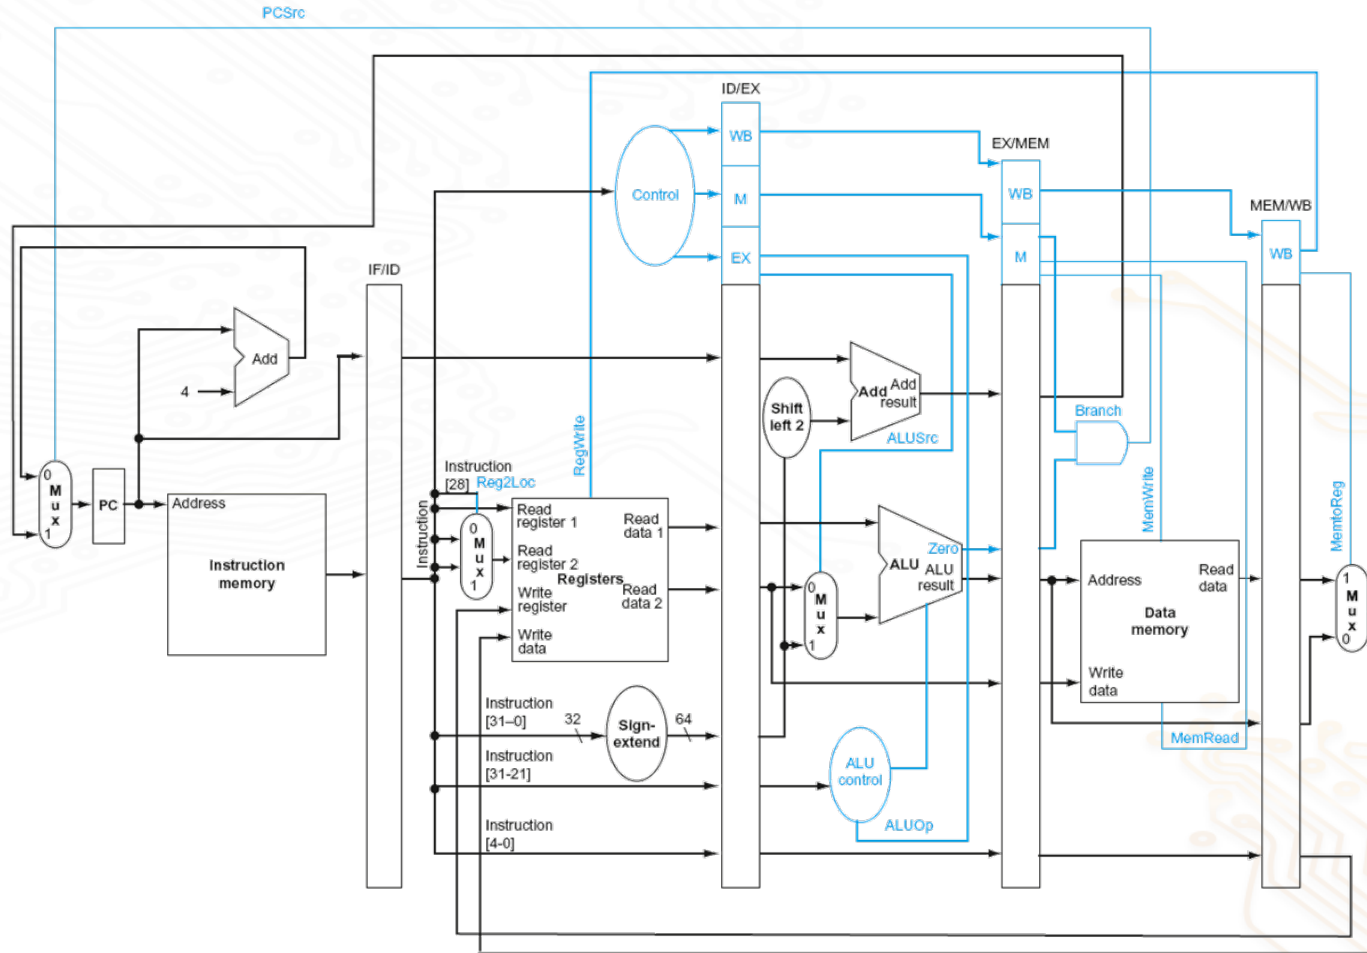 PCSrc
ID/EX
WB
EX/MEM
Control
M
WB
MEM/WB
EX
M
WB
IF/ID
Add
4
Shift
left 2
Add
Add
result
ALUSrc
Branch
RegWrite
Instruction
[28]
Reg2Loc
MemWrite
MemtoReg
0
Mux
1
PC
Address
Instruction
memory
Instruction
0
Mux
1
Read
register 1
Read
register 2
Write
register
Write
data
Registers
Read
data 1
Read
data 2
0
Mux
1
Zero
ALU
ALU
result
Address
Read
data
Data
memory
Write
data
1
Mux
0
Instruction
[31–0]
32
Sign-
extend
64
MemRead
Instruction
[31-21]
ALU
control
Instruction
[4-0]
ALUOp